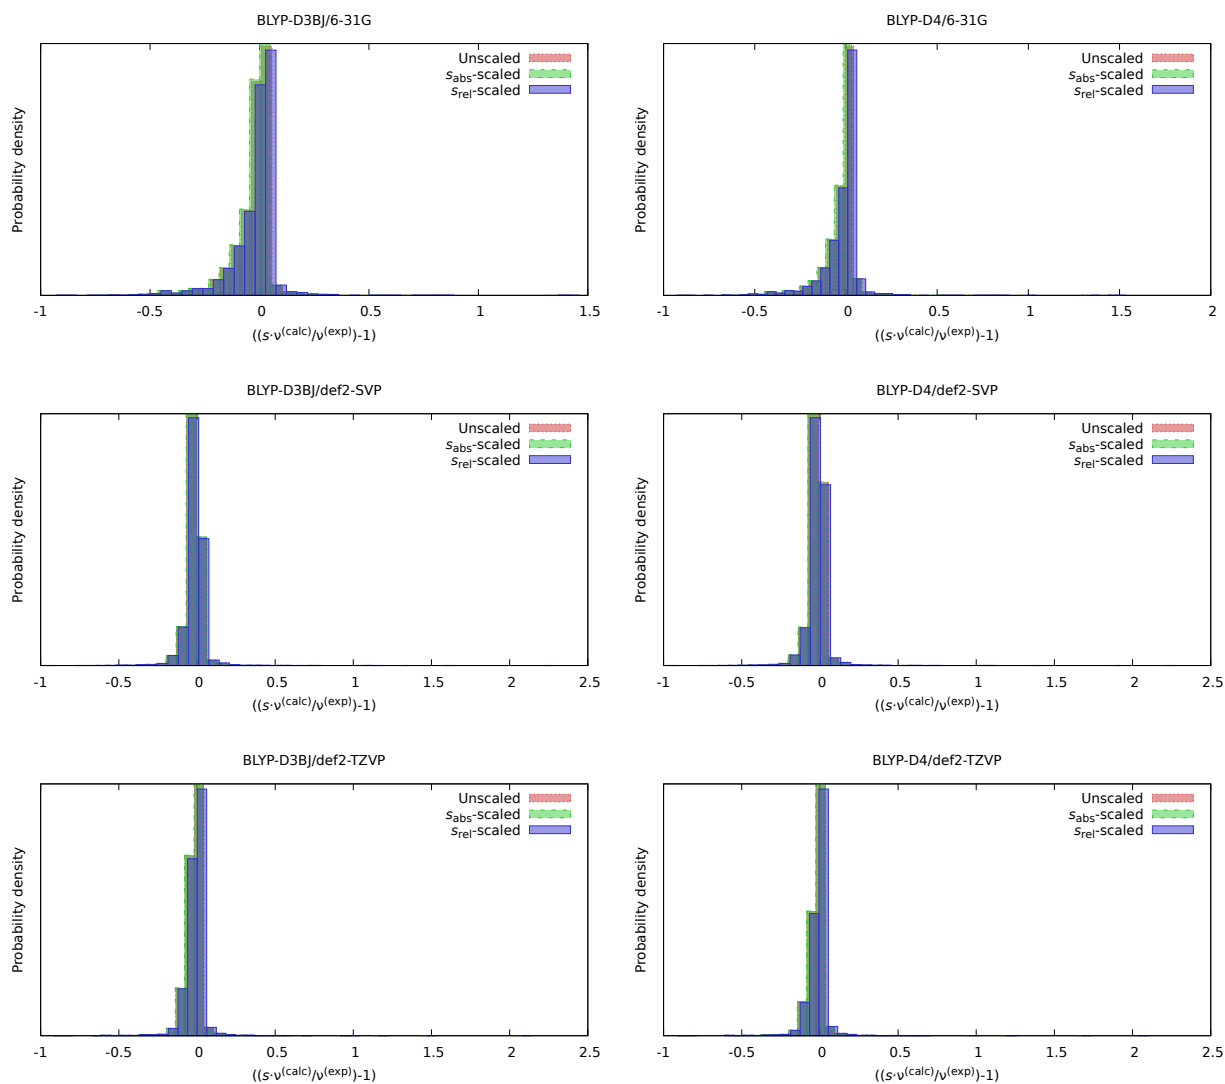 BLYP-D3BJ/6-31G
Probability density
Unscaled
sabs-scaled
srel-scaled
-1 -0.5 0 0.5 1 1.5
((s·ν(calc)/ν(exp))-1)
BLYP-D4/6-31G
Probability density
Unscaled
sabs-scaled
srel-scaled
-1 -0.5 0 0.5 1 1.5 2
((s·ν(calc)/ν(exp))-1)
BLYP-D3BJ/def2-SVP
Probability density
Unscaled
sabs-scaled
srel-scaled
-1 -0.5 0 0.5 1 1.5 2 2.5
((s·ν(calc)/ν(exp))-1)
BLYP-D4/def2-SVP
Probability density
Unscaled
sabs-scaled
srel-scaled
-1 -0.5 0 0.5 1 1.5 2 2.5
((s·ν(calc)/ν(exp))-1)
BLYP-D3BJ/def2-TZVP
Probability density
Unscaled
sabs-scaled
srel-scaled
-1 -0.5 0 0.5 1 1.5 2 2.5
((s·ν(calc)/ν(exp))-1)
BLYP-D4/def2-TZVP
Probability density
Unscaled
sabs-scaled
srel-scaled
-1 -0.5 0 0.5 1 1.5 2 2.5
((s·ν(calc)/ν(exp))-1)